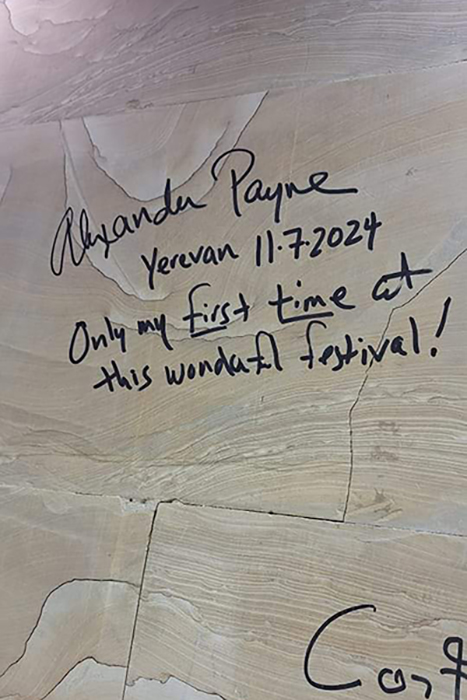 Alexander Payne
Yerevan 11.7.2024
Only my first time at
this wonderful festival!